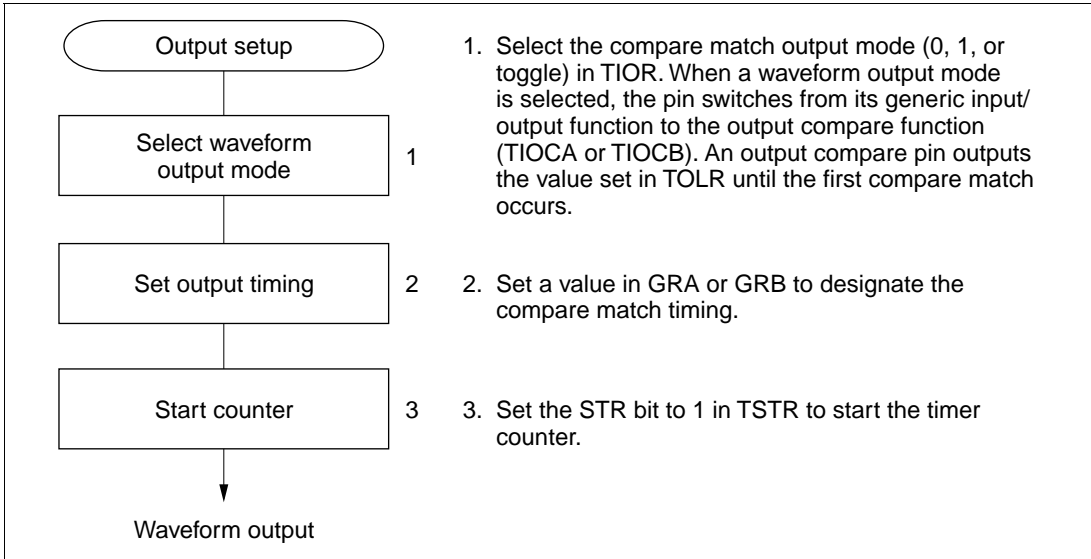 Output setup
Select waveform
output mode
1
Set output timing
2
Start counter
3
Waveform output
1. Select the compare match output mode (0, 1, or
toggle) in TIOR. When a waveform output mode
is selected, the pin switches from its generic input/
output function to the output compare function
(TIOCA or TIOCB). An output compare pin outputs
the value set in TOLR until the first compare match
occurs.
2. Set a value in GRA or GRB to designate the
compare match timing.
3. Set the STR bit to 1 in TSTR to start the timer
counter.